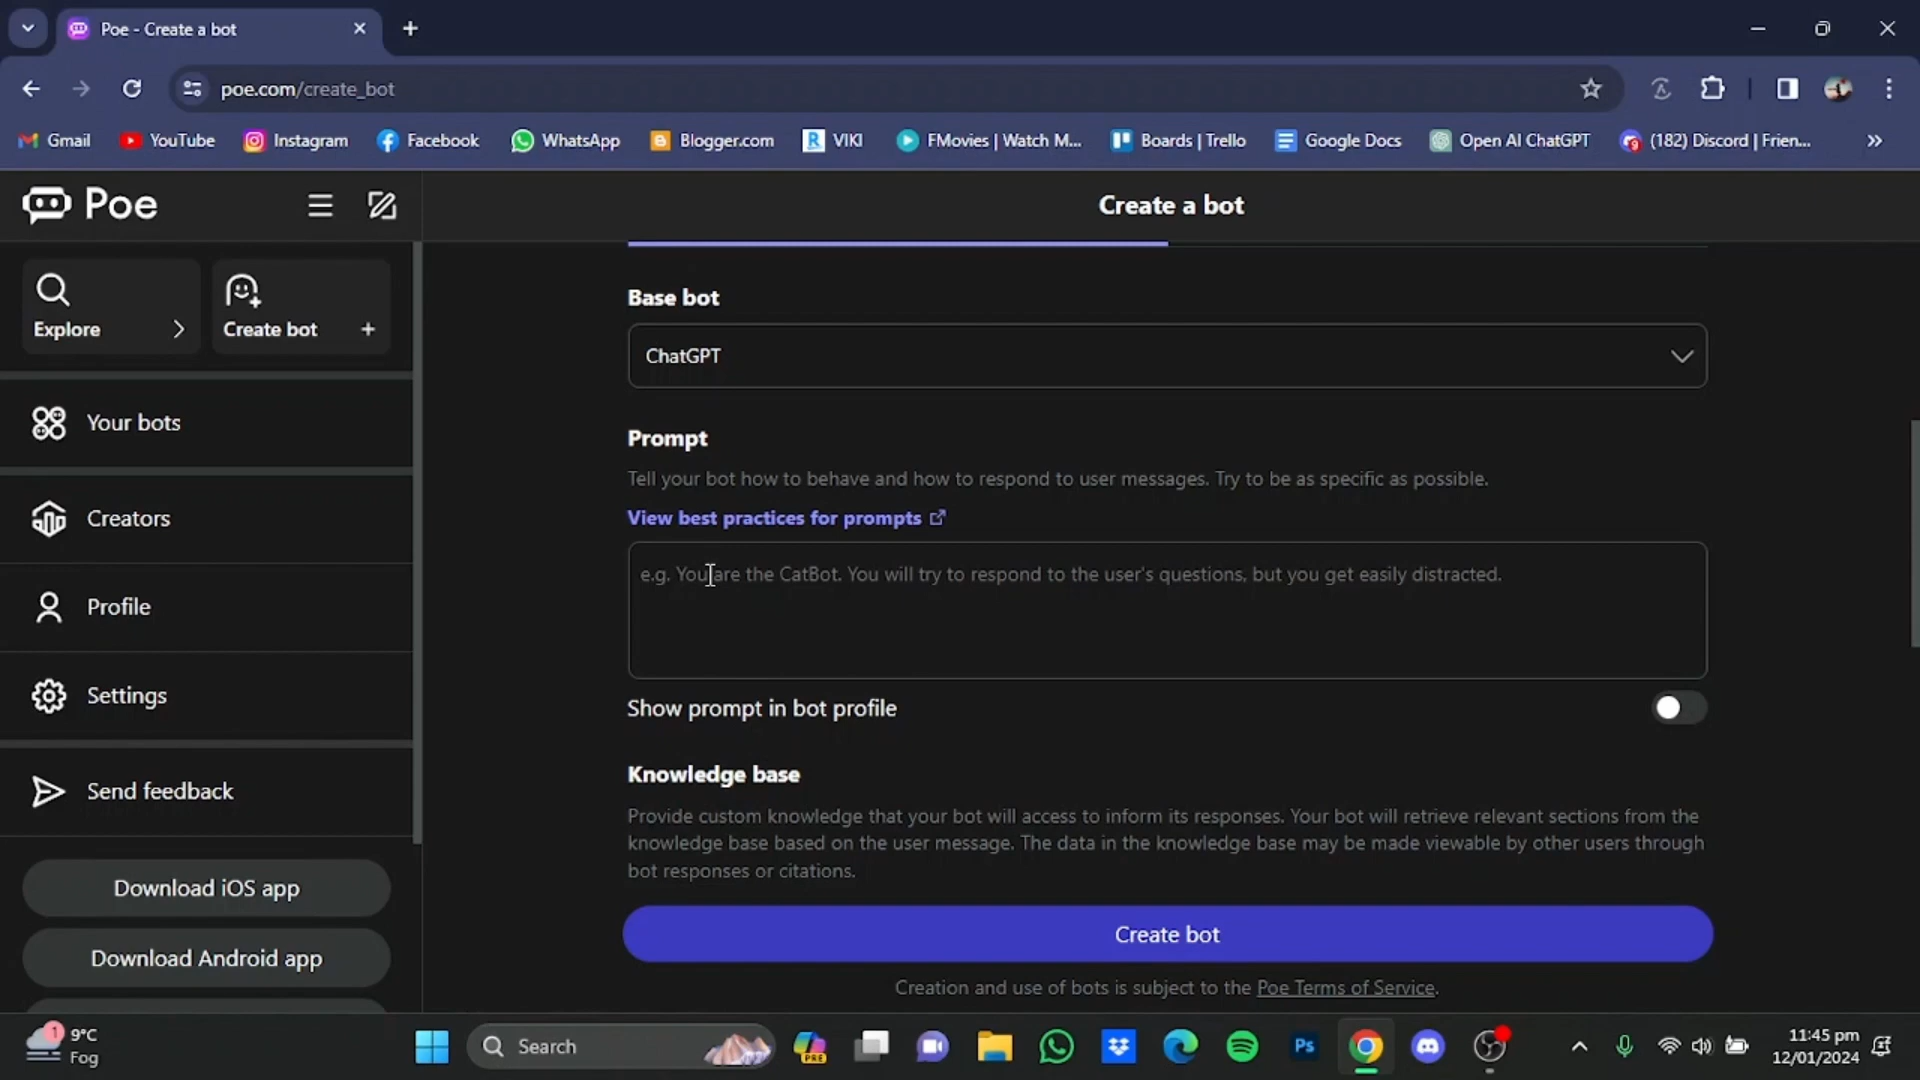 Poe - Create a bot
poe.com/create_bot
Gmail YouTube Instagram Facebook WhatsApp Blogger.com VIKI FMovies | Watch M... Boards | Trello Google Docs Open AI ChatGPT (182) Discord | Frien...
Poe
Create a bot
Explore
Create bot +
Your bots
Creators
Profile
Settings
Send feedback
Download iOS app
Download Android app
Base bot
ChatGPT
Prompt
Tell your bot how to behave and how to respond to user messages. Try to be as specific as possible.
View best practices for prompts
e.g. You are the CatBot. You will try to respond to the user's questions, but you get easily distracted.
Show prompt in bot profile
Knowledge base
Provide custom knowledge that your bot will access to inform its responses. Your bot will retrieve relevant sections from the
knowledge base based on the user message. The data in the knowledge base may be made viewable by other users through
bot responses or citations.
Create bot
Creation and use of bots is subject to the Poe Terms of Service.
1
9°C
Fog
Search
PRE
Ps
11:45 pm
12/01/2024